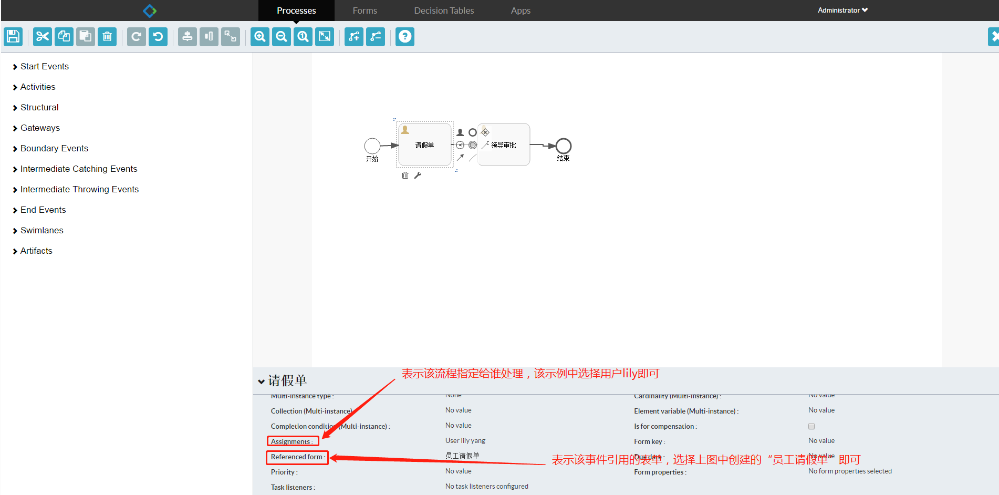 Processes
Forms
Decision Tables
Apps
Administrator
Start Events
Activities
Structural
Gateways
Boundary Events
Intermediate Catching Events
Intermediate Throwing Events
End Events
Swimlanes
Artifacts
开始
请假单
领导审批
结束
表示该流程指定给谁处理，该示例中选择用户lily即可
请假单
Multi-instance type : None Cardinality (Multi-instance) : No value
Collection (Multi-instance) No value Element variable (Multi-instance) : No value
Completion condition (Multi-instance) : No value Is for compensation :
Assignments : User lily yang Form key : No value
Referenced form : 员工请假单 Due date : No value
表示该事件引用的表单，选择上图中创建的“员工请假单”即可
Priority : No value Form properties : No form properties selected
Task listeners : No task listeners configured